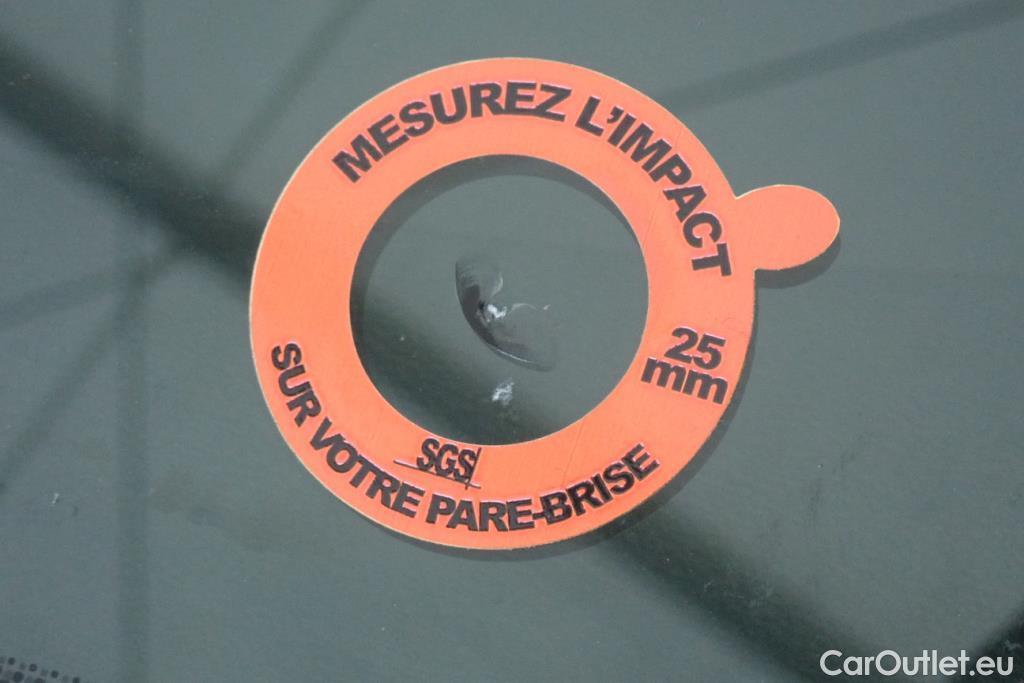 MESUREZ L'IMPACT
25
mm
SUR VOTRE PARE-BRISE
SGS
CarOutlet.eu